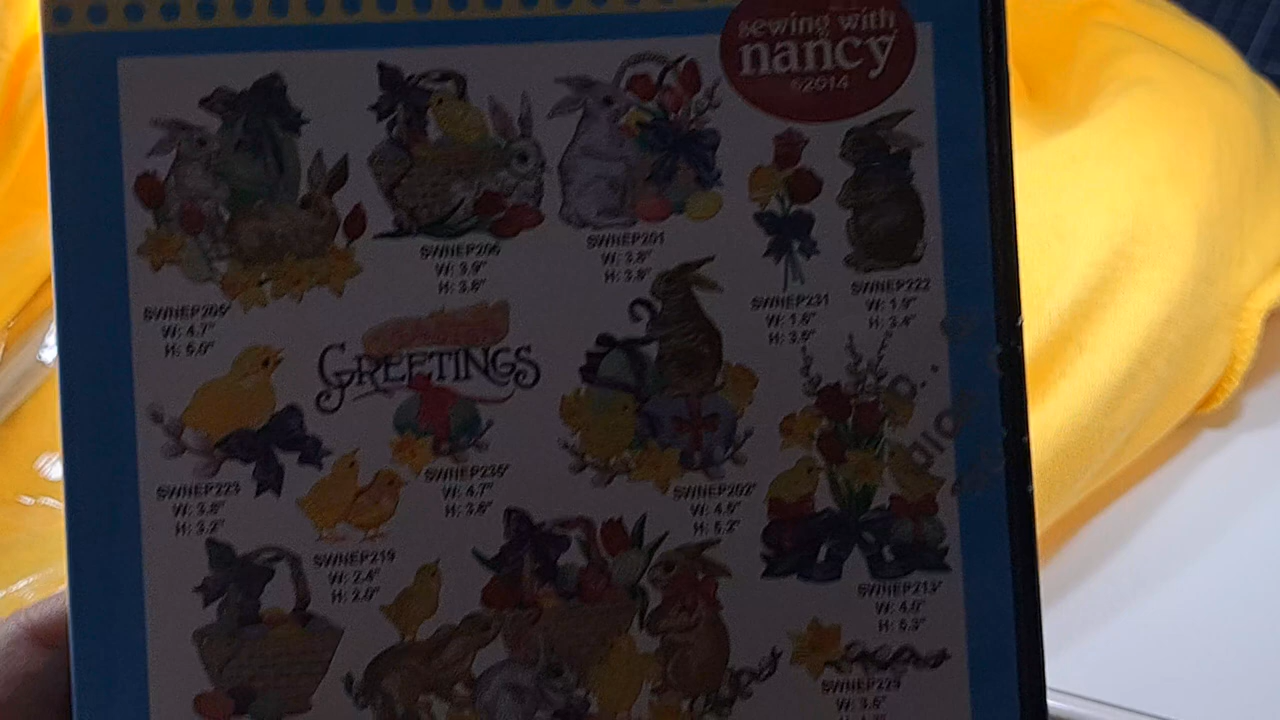 sewing with
nancy
©2014
SWNEP206
W: 3.9"
H: 3.8"
SWNEP201
W: 3.8"
H: 3.8"
SWNEP231
W: 1.8"
H: 3.5"
SWNEP222
W: 1.9"
H: 3.4"
SWNEP205*
W: 4.7"
H: 5.0"
GREETINGS
SWNEP223
W: 3.8"
H: 3.2"
SWNEP235*
W: 4.7"
H: 3.6"
SWNEP202*
W: 4.9"
H: 5.2"
SWNEP219
W: 2.4"
H: 2.0"
SWNEP213*
W: 4.0"
H: 5.3"
SWNEP229
W: 3.5"